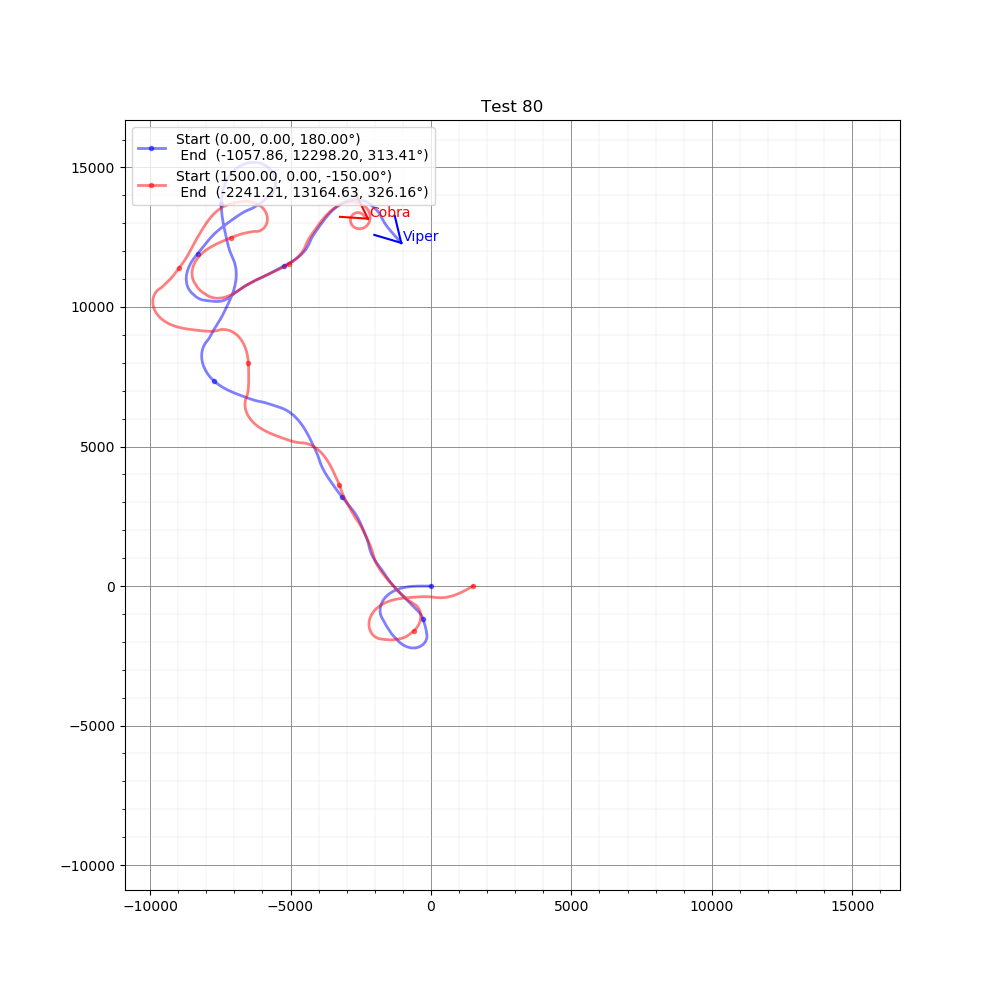 Test 80
Start (0.00, 0.00, 180.00°)
End (-1057.86, 12298.20, 313.41°)
Start (1500.00, 0.00, -150.00°)
End (-2241.21, 13164.63, 326.16°)
Cobra
Viper
15000
10000
5000
0
−5000
−10000
−10000 −5000 0 5000 10000 15000